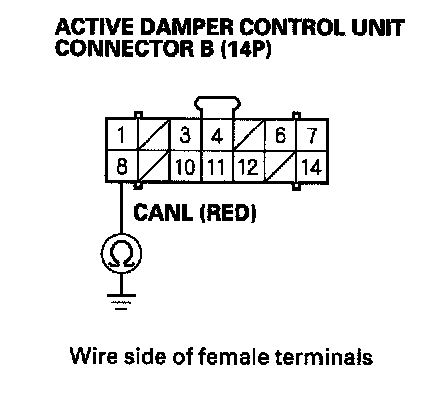 ACTIVE DAMPER CONTROL UNIT
CONNECTOR B (14P)
1 3 4 6 7
8 10 11 12 14
CANL (RED)
Ω
Wire side of female terminals